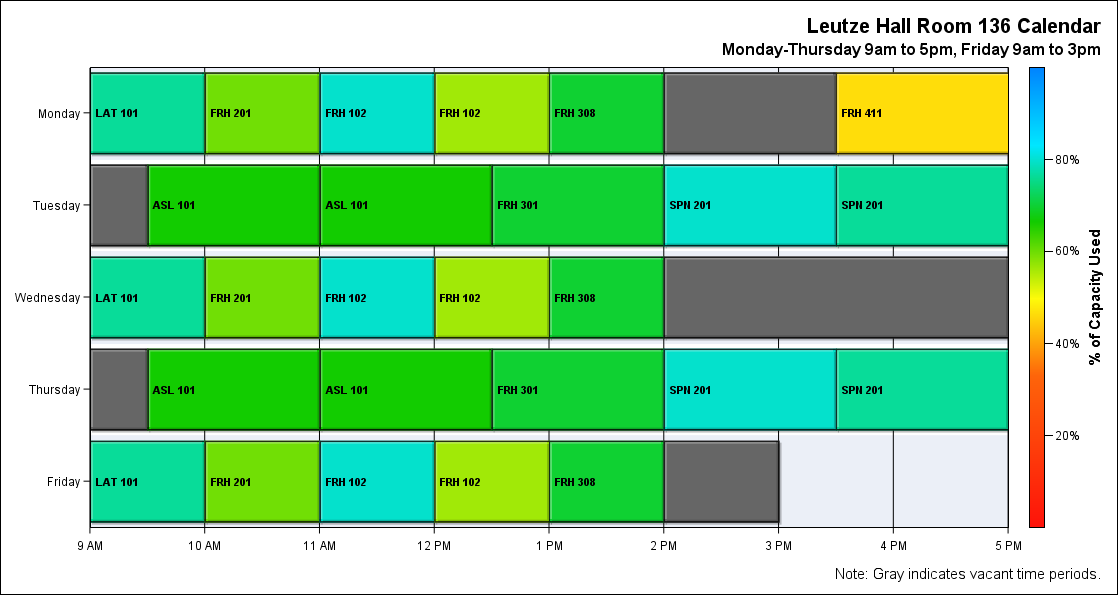 Leutze Hall Room 136 Calendar
Monday-Thursday 9am to 5pm, Friday 9am to 3pm
Monday
LAT 101
FRH 201
FRH 102
FRH 102
FRH 308
FRH 411
Tuesday
ASL 101
ASL 101
FRH 301
SPN 201
SPN 201
Wednesday
LAT 101
FRH 201
FRH 102
FRH 102
FRH 308
Thursday
ASL 101
ASL 101
FRH 301
SPN 201
SPN 201
Friday
LAT 101
FRH 201
FRH 102
FRH 102
FRH 308
9 AM
10 AM
11 AM
12 PM
1 PM
2 PM
3 PM
4 PM
5 PM
80%
60%
40%
20%
% of Capacity Used
Note: Gray indicates vacant time periods.